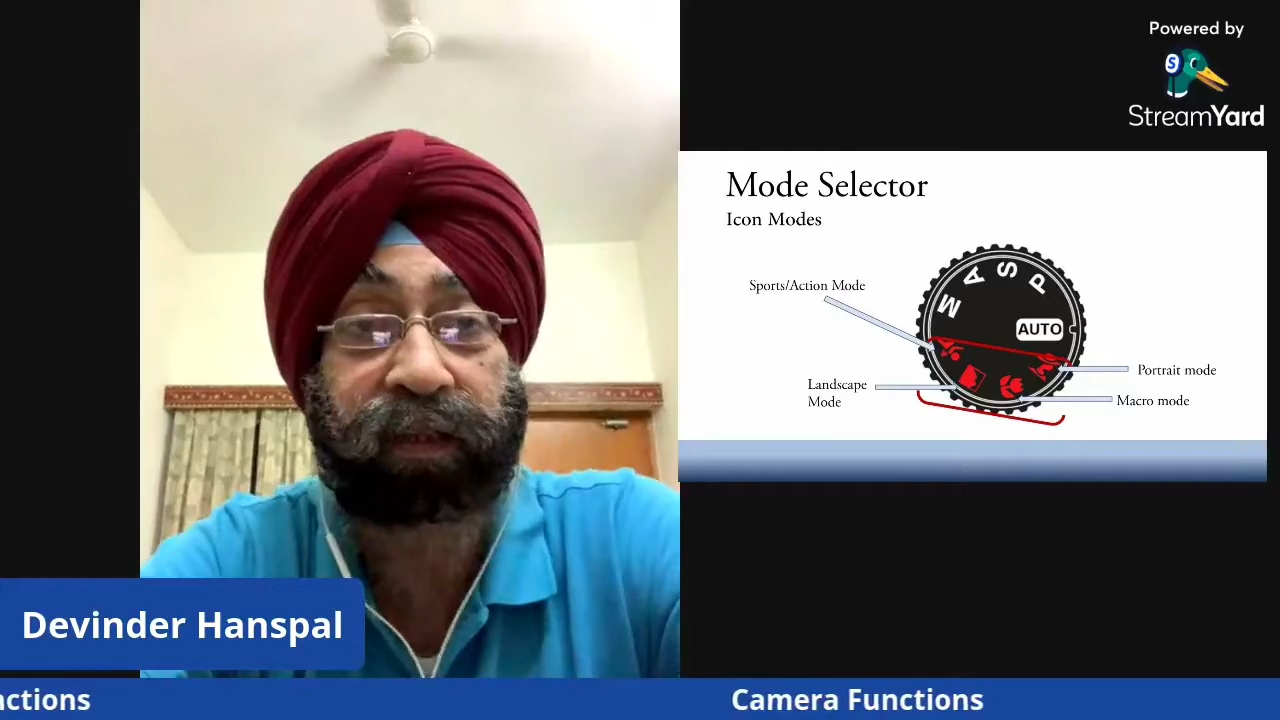 Powered by
StreamYard
Mode Selector
Icon Modes
Sports/Action Mode
M A S P
AUTO
Portrait mode
Landscape
Mode
Macro mode
Devinder Hanspal
Camera Functions